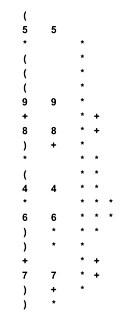 (
5 5
* *
( *
( *
( *
9 9 *
+ * +
8 8 * +
) + *
* * *
( * *
4 4 * *
* * * *
6 6 * * *
) * * *
) * *
+ * +
7 7 * +
) + *
) *